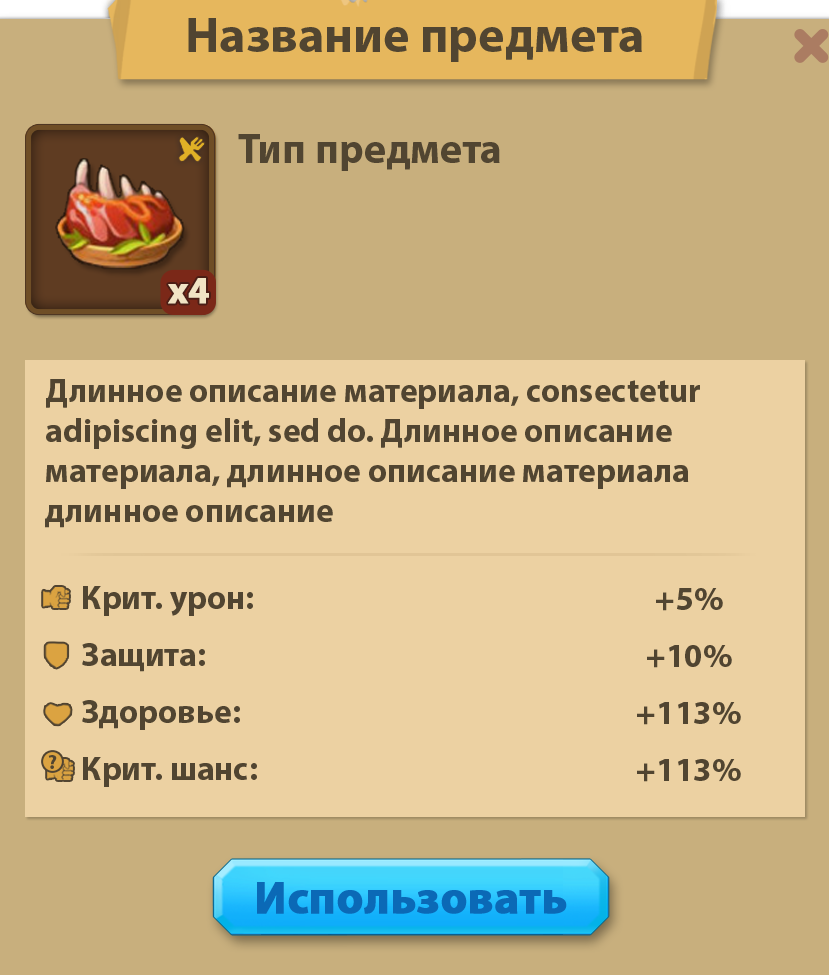 Название предмета
Тип предмета
x4
Длинное описание материала, consectetur
adipiscing elit, sed do. Длинное описание
материала, длинное описание материала
длинное описание
Крит. урон: +5%
Защита: +10%
Здоровье: +113%
? Крит. шанс: +113%
Использовать